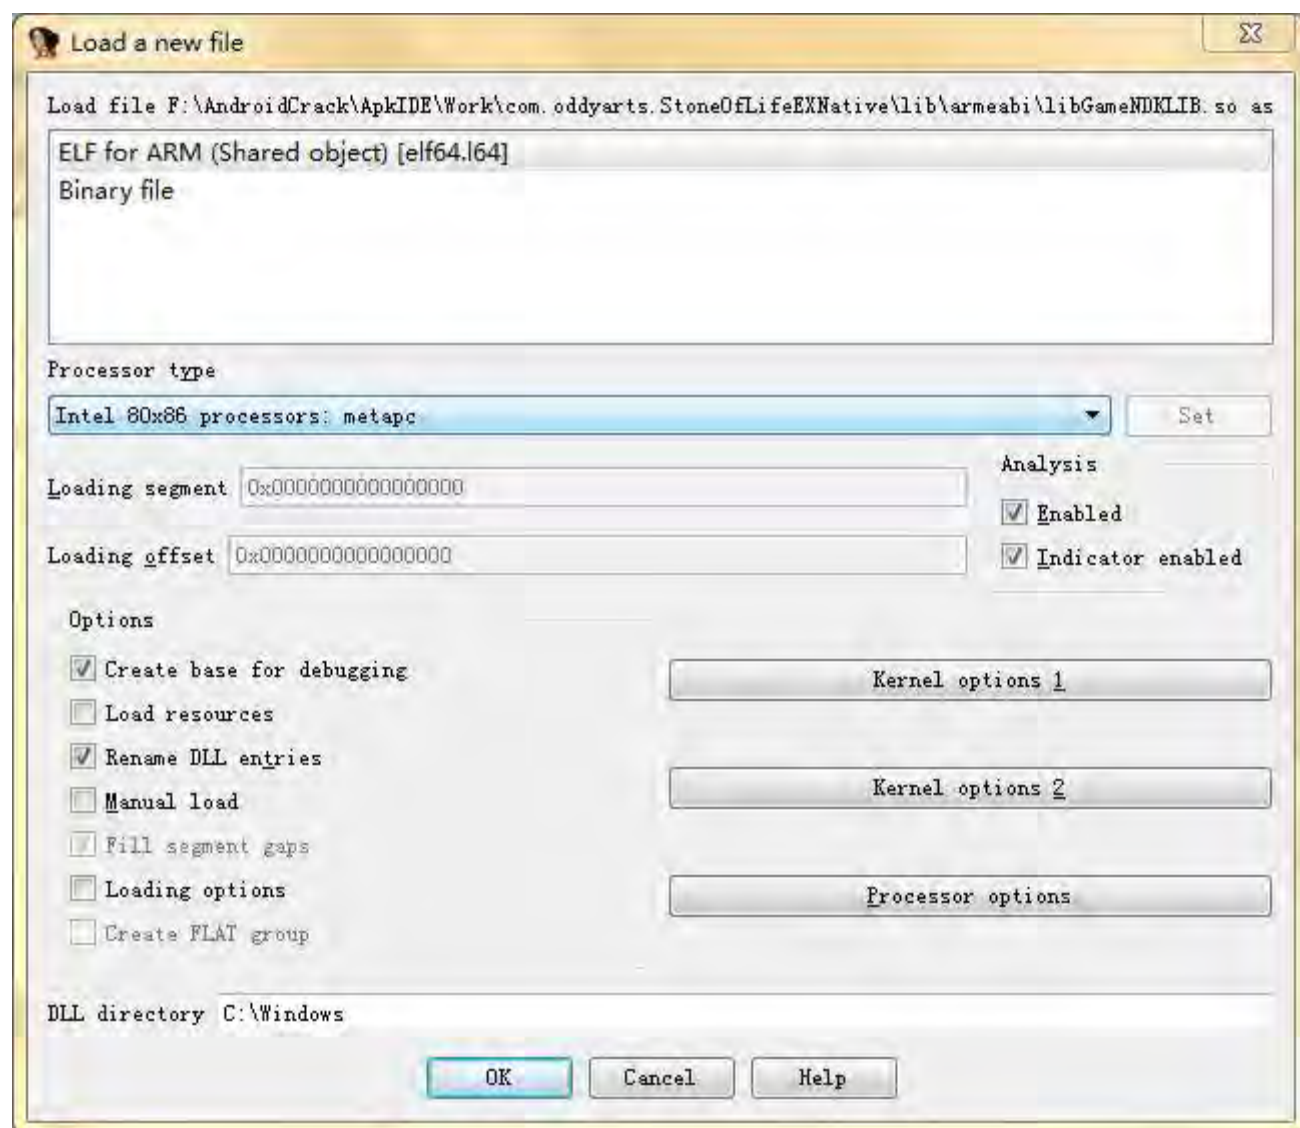 Load a new file
Load file F:\AndroidCrack\ApkIDE\Work\com.oddyarts.StoneOfLifeEXNative\lib\armeabi\libGameNDKLIB.so as
ELF for ARM (Shared object) [elf64.l64]
Binary file
Processor type
Intel 80x86 processors: metapc
Set
Loading segment 0x0000000000000000
Analysis
Enabled
Loading offset 0x0000000000000000
Indicator enabled
Options
Create base for debugging
Kernel options 1
Load resources
Rename DLL entries
Kernel options 2
Manual load
Fill segment gaps
Loading options
Processor options
Create FLAT group
DLL directory C:\Windows
OK Cancel Help